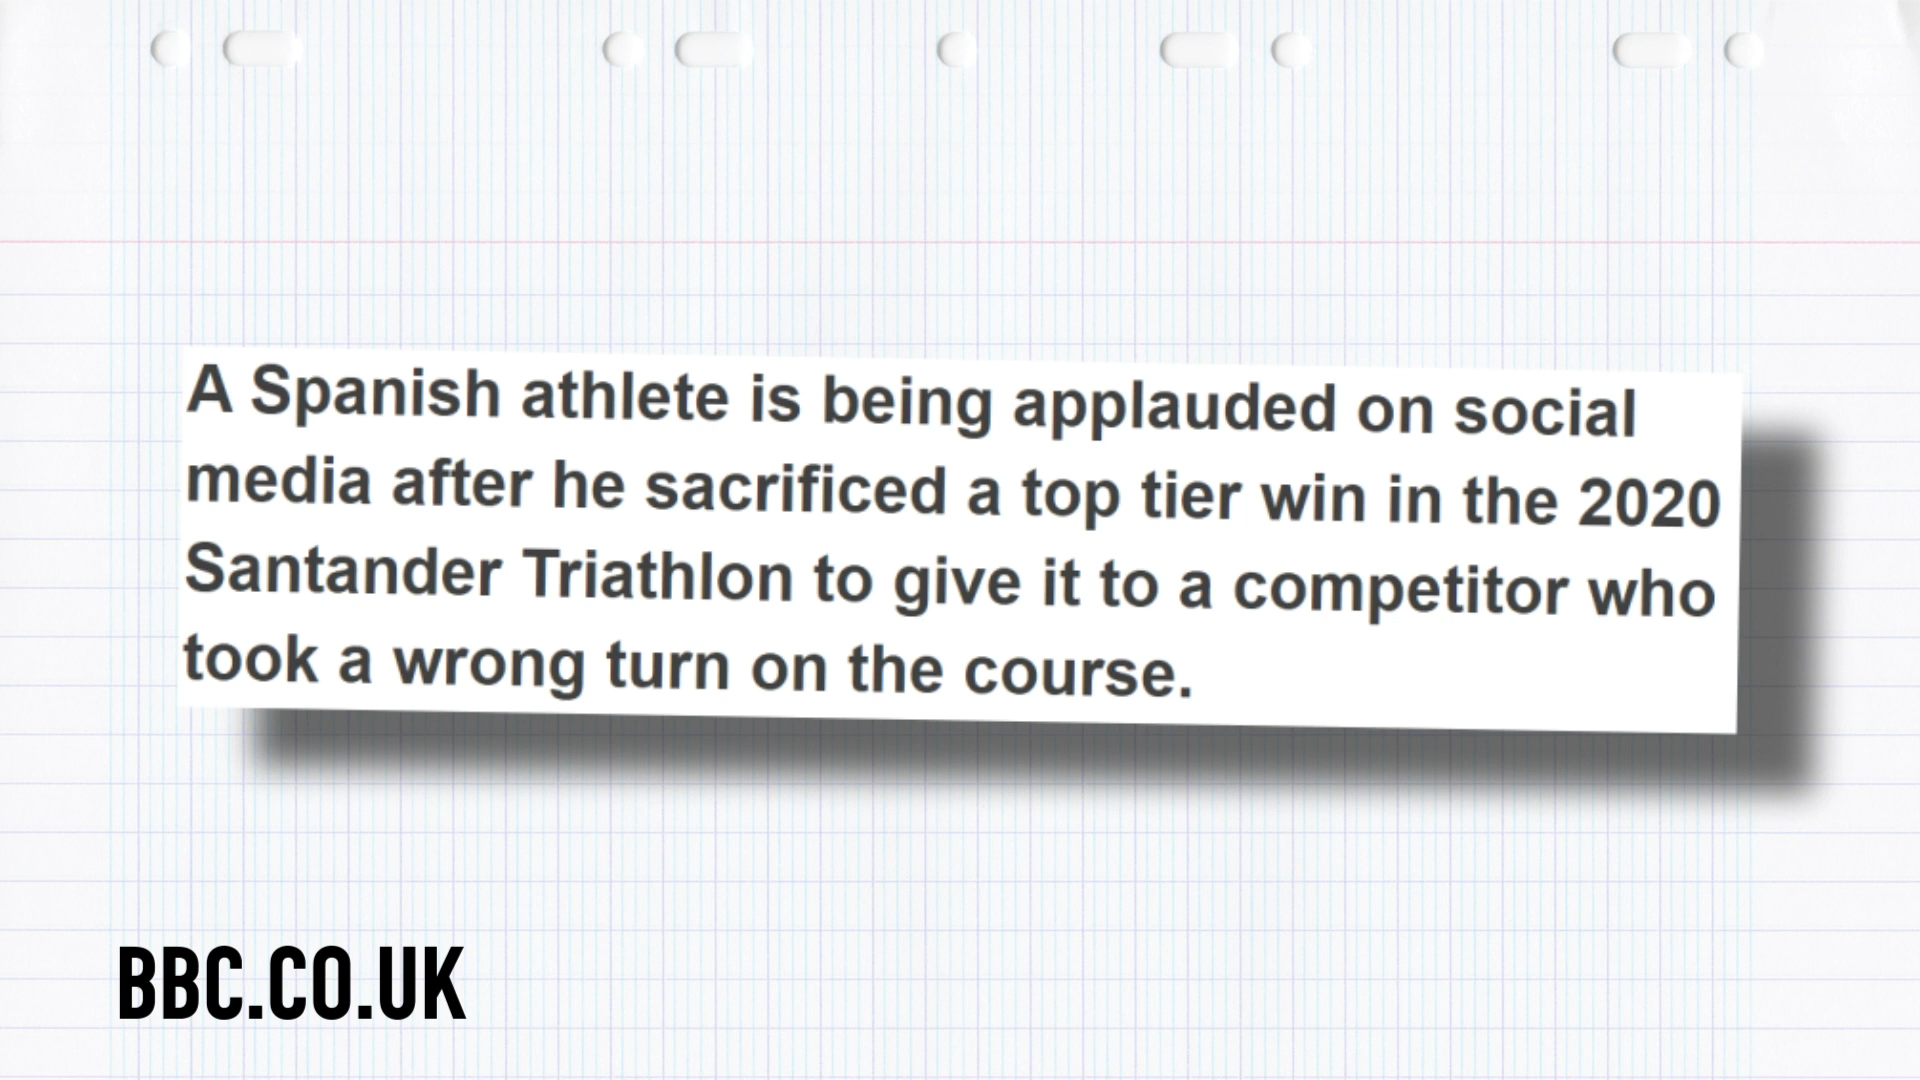 A Spanish athlete is being applauded on social
media after he sacrificed a top tier win in the 2020
Santander Triathlon to give it to a competitor who
took a wrong turn on the course.
BBC.CO.UK